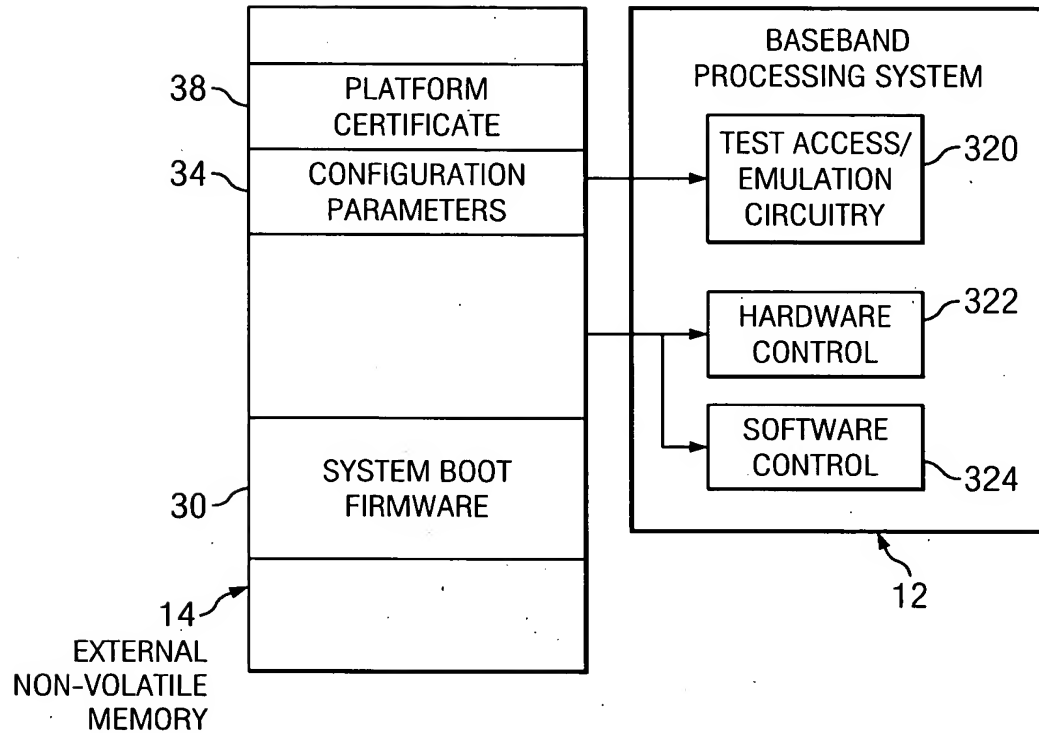 38
PLATFORM
CERTIFICATE
34
CONFIGURATION
PARAMETERS
30
SYSTEM BOOT
FIRMWARE
14
EXTERNAL
NON-VOLATILE
MEMORY
BASEBAND
PROCESSING SYSTEM
TEST ACCESS/
EMULATION
CIRCUITRY
320
HARDWARE
CONTROL
322
SOFTWARE
CONTROL
324
12